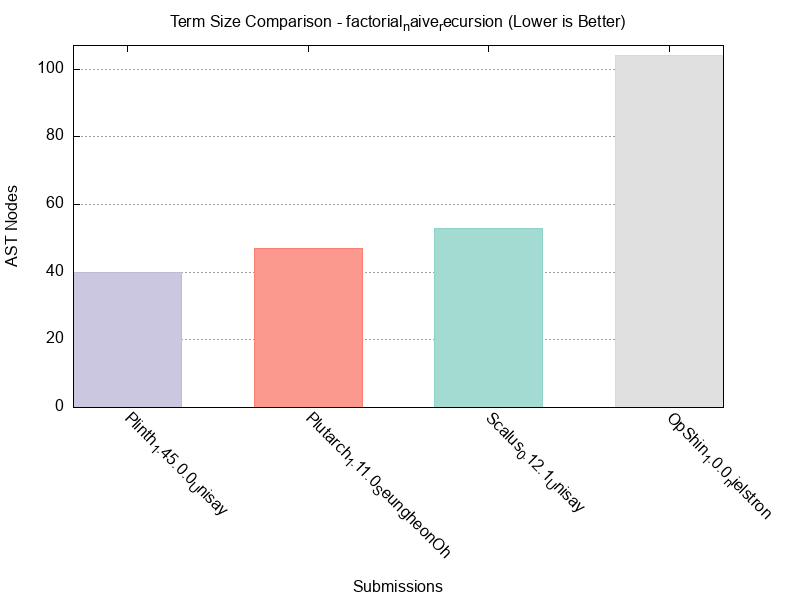 Term Size Comparison - factorialₙaiveᵣecursion (Lower is Better)
100
80
60
40
20
0
AST Nodes
Plinth₁.45.0.0ᵤnisay
Plutarch₁.11.0ₛeungheonOh
Scalus₀.12.1ᵤnisay
OpShin₁.0.0ₙielstron
Submissions